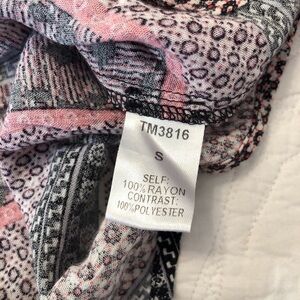 TM3816
S
SELF:
100%RAYON
CONTRAST:
100%POLYESTER